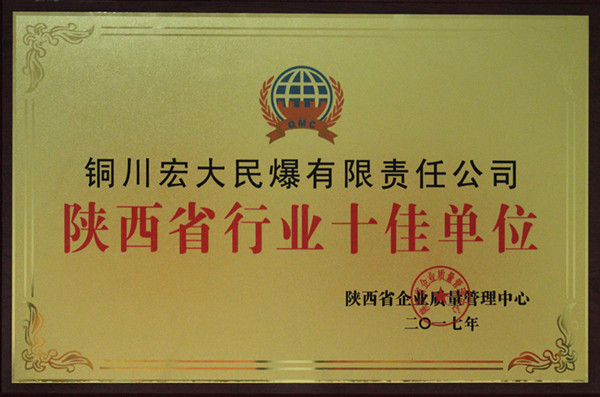 QMC
铜川宏大民爆有限责任公司
陕西省行业十佳单位
陕西省企业质量管理中心
二〇一七年